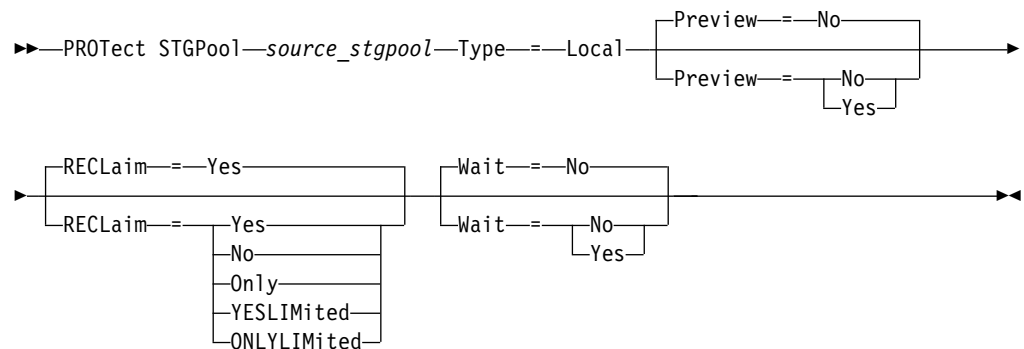 Preview = No
PROTect STGPool source_stgpool Type = Local
Preview = No
Yes
RECLaim = Yes
Wait = No
RECLaim = Yes
No
Only
YESLIMited
ONLYLIMited
Wait = No
Yes